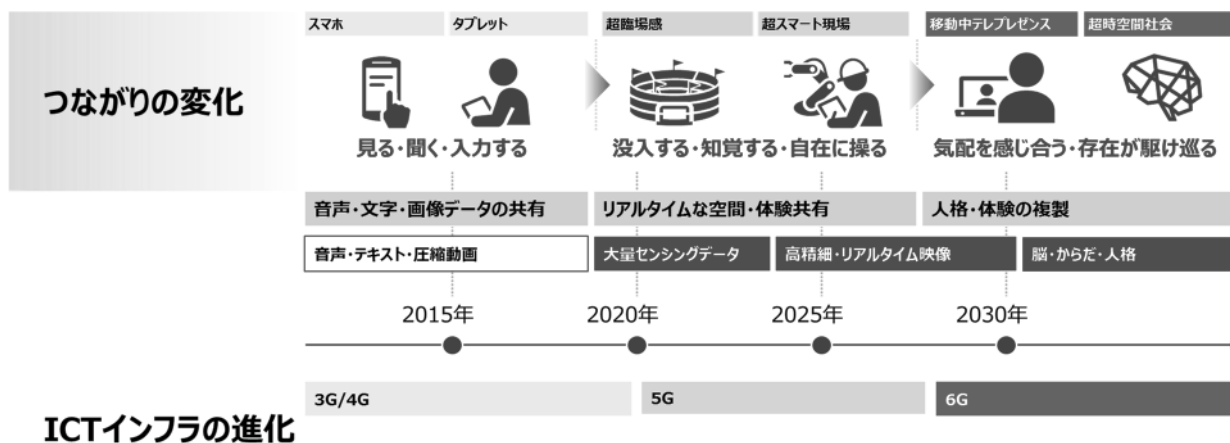 スマホ
タブレット
超臨場感
超スマート現場
移動中テレプレゼンス
超時空間社会
つながりの変化
見る・聞く・入力する
没入する・知覚する・自在に操る
気配を感じ合う・存在が駆け巡る
音声・文字・画像データの共有
リアルタイムな空間・体験共有
人格・体験の複製
音声・テキスト・圧縮動画
大量センシングデータ
高精細・リアルタイム映像
脳・からだ・人格
2015年
2020年
2025年
2030年
3G/4G
5G
6G
ICTインフラの進化